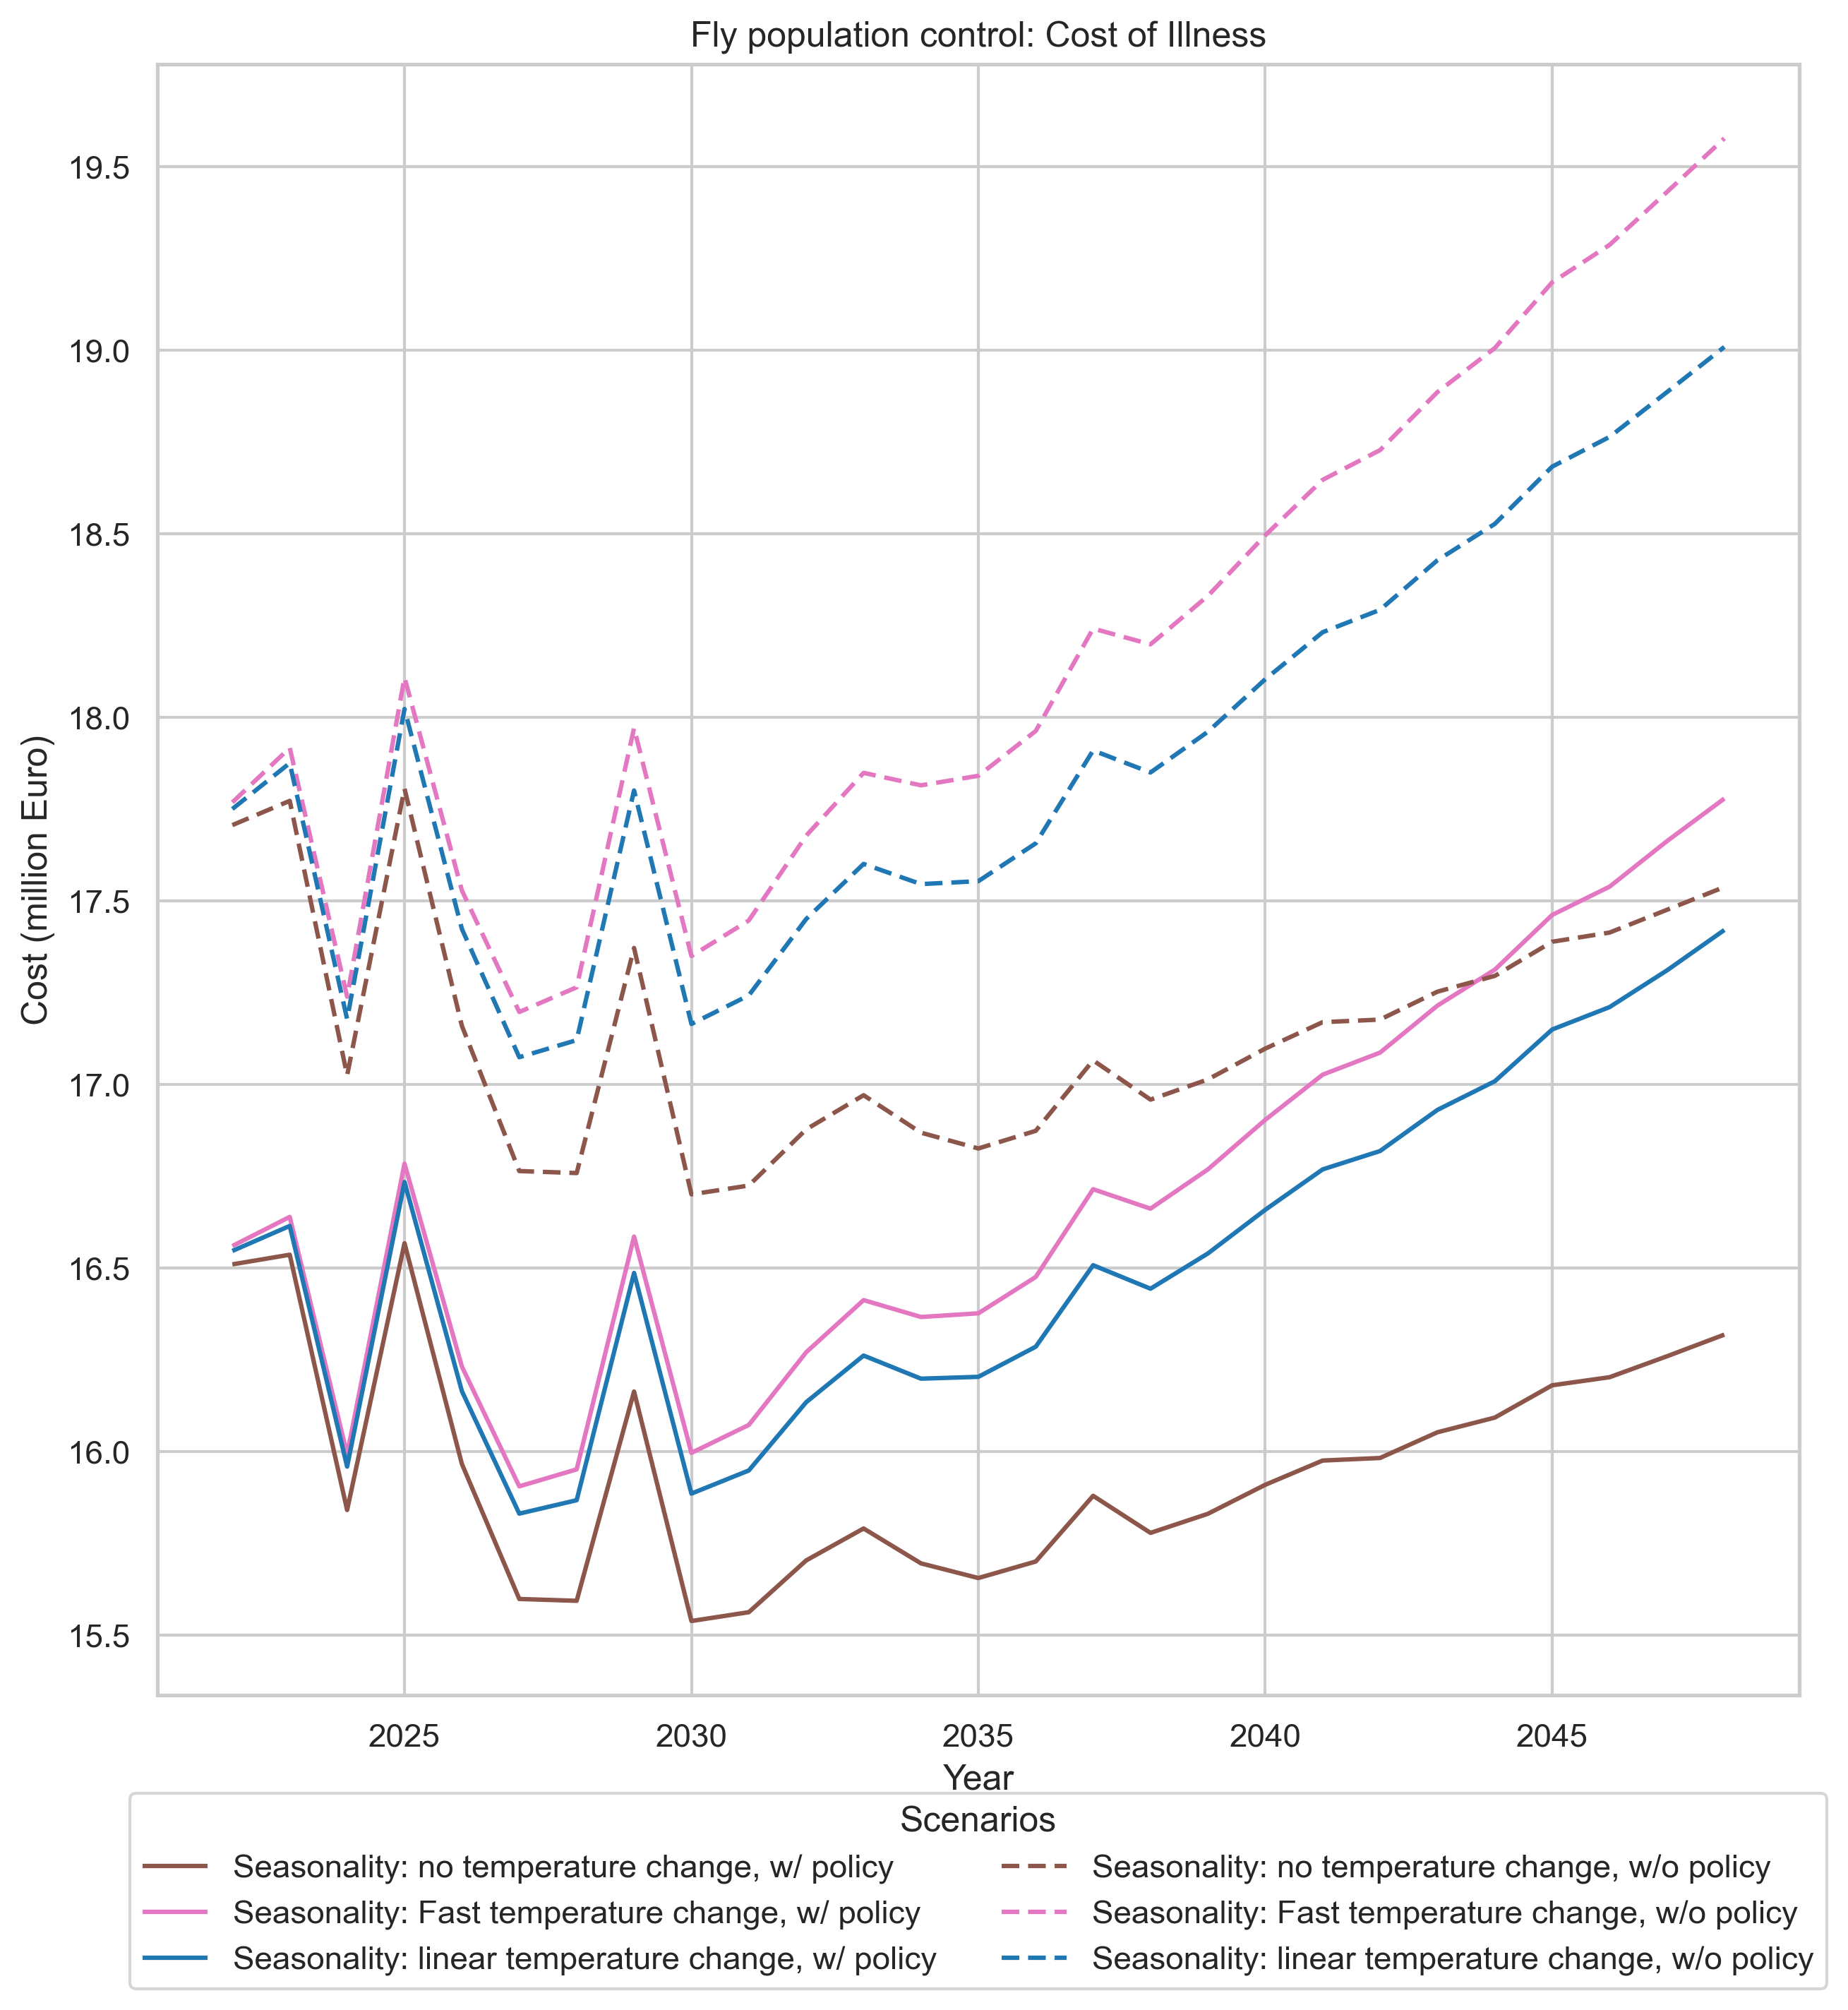 Fly population control: Cost of Illness
19.5
19.0
18.5
18.0
17.5
17.0
16.5
16.0
15.5
Cost (million Euro)
2025 2030 2035 2040 2045
Year
Scenarios
Seasonality: no temperature change, w/ policy
Seasonality: Fast temperature change, w/ policy
Seasonality: linear temperature change, w/ policy
Seasonality: no temperature change, w/o policy
Seasonality: Fast temperature change, w/o policy
Seasonality: linear temperature change, w/o policy